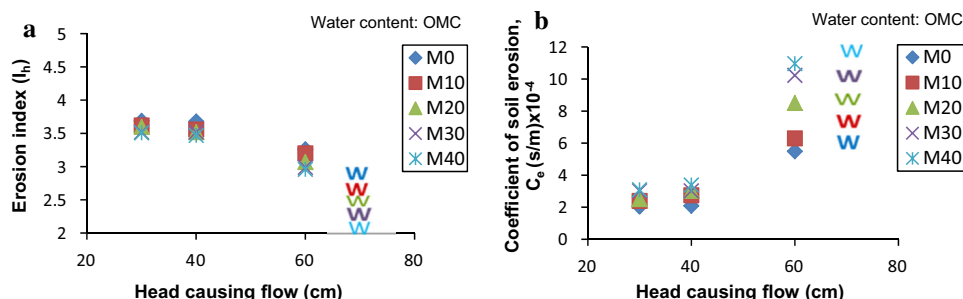 a
Water content: OMC
Erosion index (Iₕ)
5
4.5
4
3.5
3
2.5
2
20 40 60 80
Head causing flow (cm)
M0
M10
M20
M30
M40
W
W
W
W
W
b
Water content: OMC
Coefficient of soil erosion,
Cₑ (s/m)x10⁻⁴
12
10
8
6
4
2
0
20 40 60 80
Head causing flow (cm)
W
W
W
W
W
M0
M10
M20
M30
M40